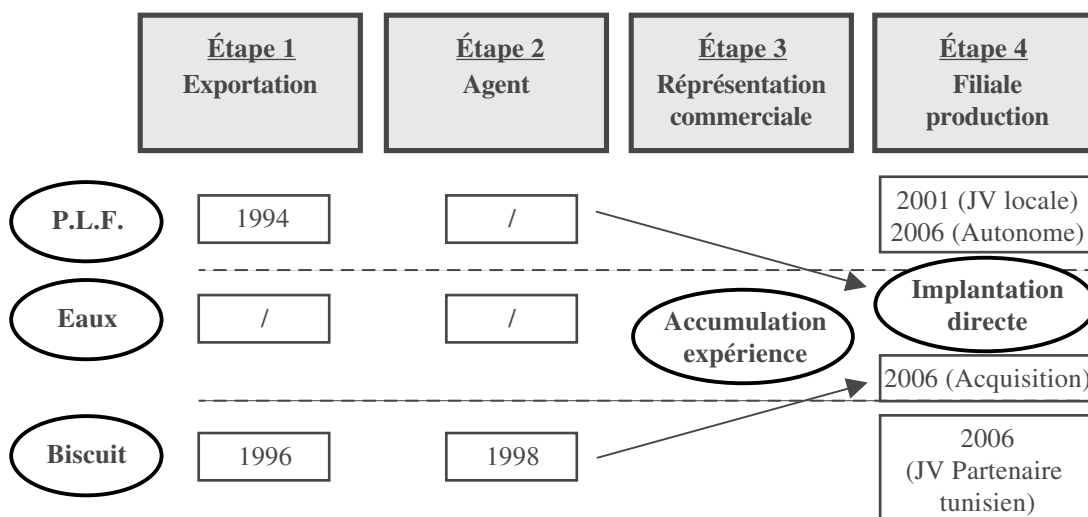 Étape 1
Exportation
Étape 2
Agent
Étape 3
Réprésentation
commerciale
Étape 4
Filiale
production
P.L.F.
1994
/
2001 (JV locale)
2006 (Autonome)
Eaux
/
/
Accumulation
expérience
Implantation
directe
2006 (Acquisition)
Biscuit
1996
1998
2006
(JV Partenaire
tunisien)